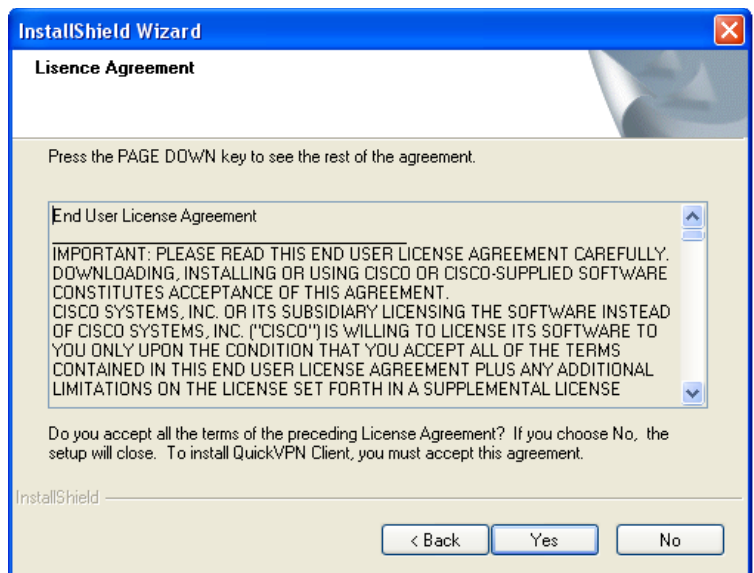 InstallShield Wizard
Lisence Agreement
Press the PAGE DOWN key to see the rest of the agreement.
End User License Agreement
IMPORTANT: PLEASE READ THIS END USER LICENSE AGREEMENT CAREFULLY.
DOWNLOADING, INSTALLING OR USING CISCO OR CISCO-SUPPLIED SOFTWARE
CONSTITUTES ACCEPTANCE OF THIS AGREEMENT.
CISCO SYSTEMS, INC. OR ITS SUBSIDIARY LICENSING THE SOFTWARE INSTEAD
OF CISCO SYSTEMS, INC. ("CISCO") IS WILLING TO LICENSE ITS SOFTWARE TO
YOU ONLY UPON THE CONDITION THAT YOU ACCEPT ALL OF THE TERMS
CONTAINED IN THIS END USER LICENSE AGREEMENT PLUS ANY ADDITIONAL
LIMITATIONS ON THE LICENSE SET FORTH IN A SUPPLEMENTAL LICENSE
Do you accept all the terms of the preceding License Agreement? If you choose No, the
setup will close. To install QuickVPN Client, you must accept this agreement.
InstallShield
< Back
Yes
No